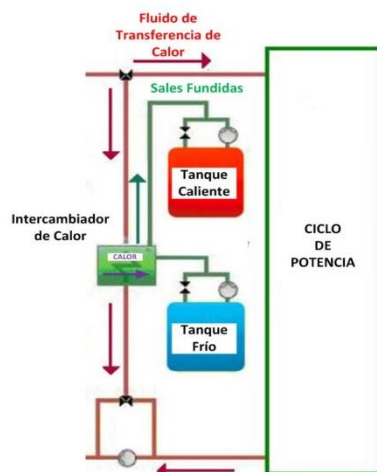 Fluido de
Transferencia de
Calor
Sales Fundidas
Tanque
Caliente
Intercambiador
de Calor
CALOR
CICLO
DE
POTENCIA
Tanque
Frío